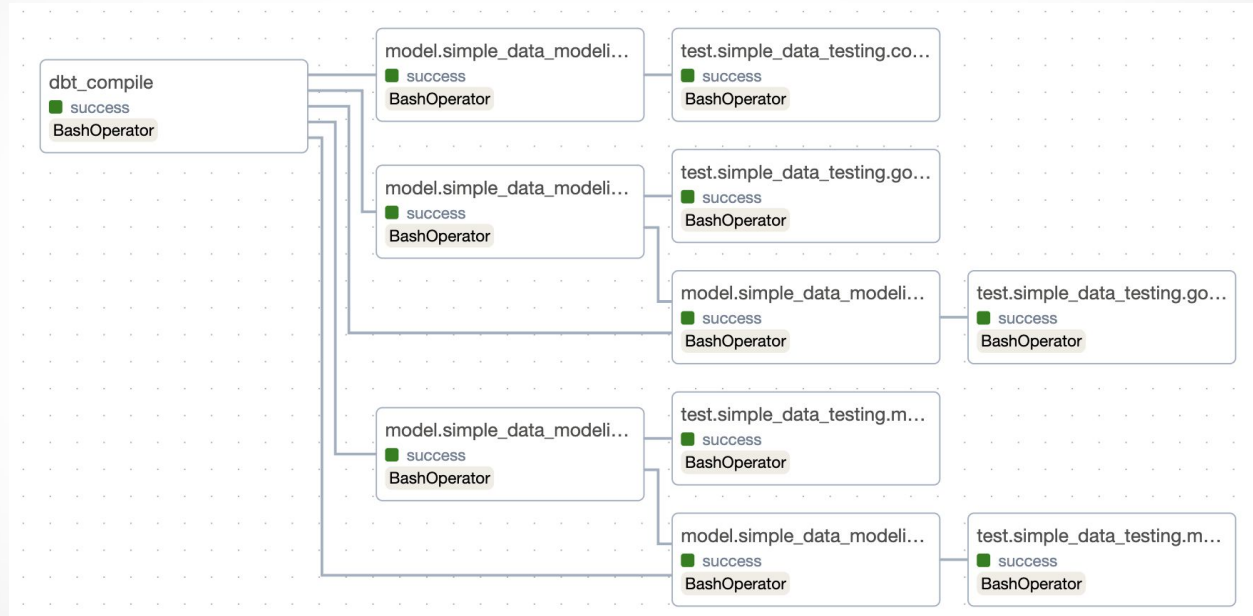 dbt_compile
success
BashOperator
model.simple_data_modeli...
success
BashOperator
test.simple_data_testing.co...
success
BashOperator
model.simple_data_modeli...
success
BashOperator
test.simple_data_testing.go...
success
BashOperator
model.simple_data_modeli...
success
BashOperator
test.simple_data_testing.go...
success
BashOperator
model.simple_data_modeli...
success
BashOperator
test.simple_data_testing.m...
success
BashOperator
model.simple_data_modeli...
success
BashOperator
test.simple_data_testing.m...
success
BashOperator